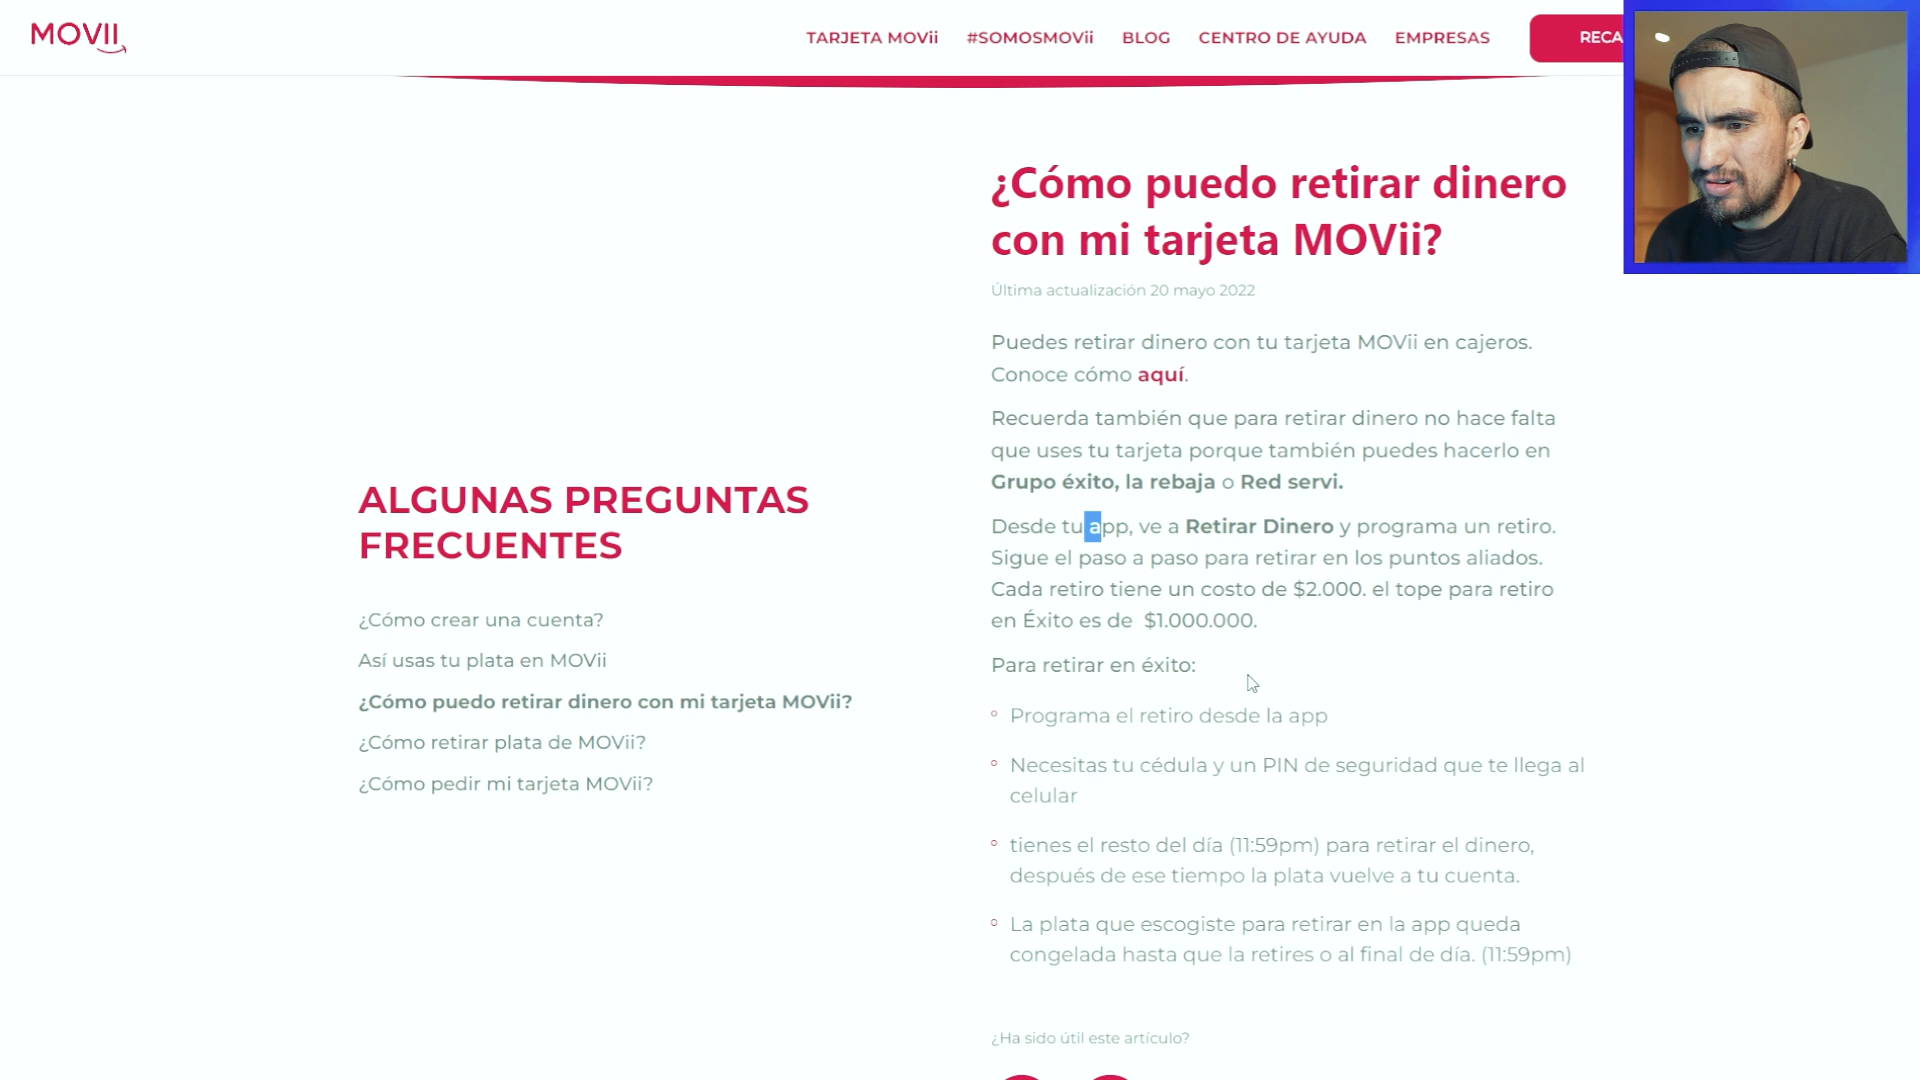 MOVII
TARJETA MOVii
#SOMOSMOVii
BLOG
CENTRO DE AYUDA
EMPRESAS
RECA
¿Cómo puedo retirar dinero
con mi tarjeta MOVii?
Última actualización 20 mayo 2022
Puedes retirar dinero con tu tarjeta MOVii en cajeros.
Conoce cómo aquí.
Recuerda también que para retirar dinero no hace falta
que uses tu tarjeta porque también puedes hacerlo en
Grupo éxito, la rebaja o Red servi.
Desde tu app, ve a Retirar Dinero y programa un retiro.
Sigue el paso a paso para retirar en los puntos aliados.
Cada retiro tiene un costo de $2.000. el tope para retiro
en Éxito es de $1.000.000.
Para retirar en éxito:
Programa el retiro desde la app
Necesitas tu cédula y un PIN de seguridad que te llega al
celular
tienes el resto del día (11:59pm) para retirar el dinero,
después de ese tiempo la plata vuelve a tu cuenta.
La plata que escogiste para retirar en la app queda
congelada hasta que la retires o al final de día. (11:59pm)
¿Ha sido útil este artículo?
ALGUNAS PREGUNTAS
FRECUENTES
¿Cómo crear una cuenta?
Así usas tu plata en MOVii
¿Cómo puedo retirar dinero con mi tarjeta MOVii?
¿Cómo retirar plata de MOVii?
¿Cómo pedir mi tarjeta MOVii?